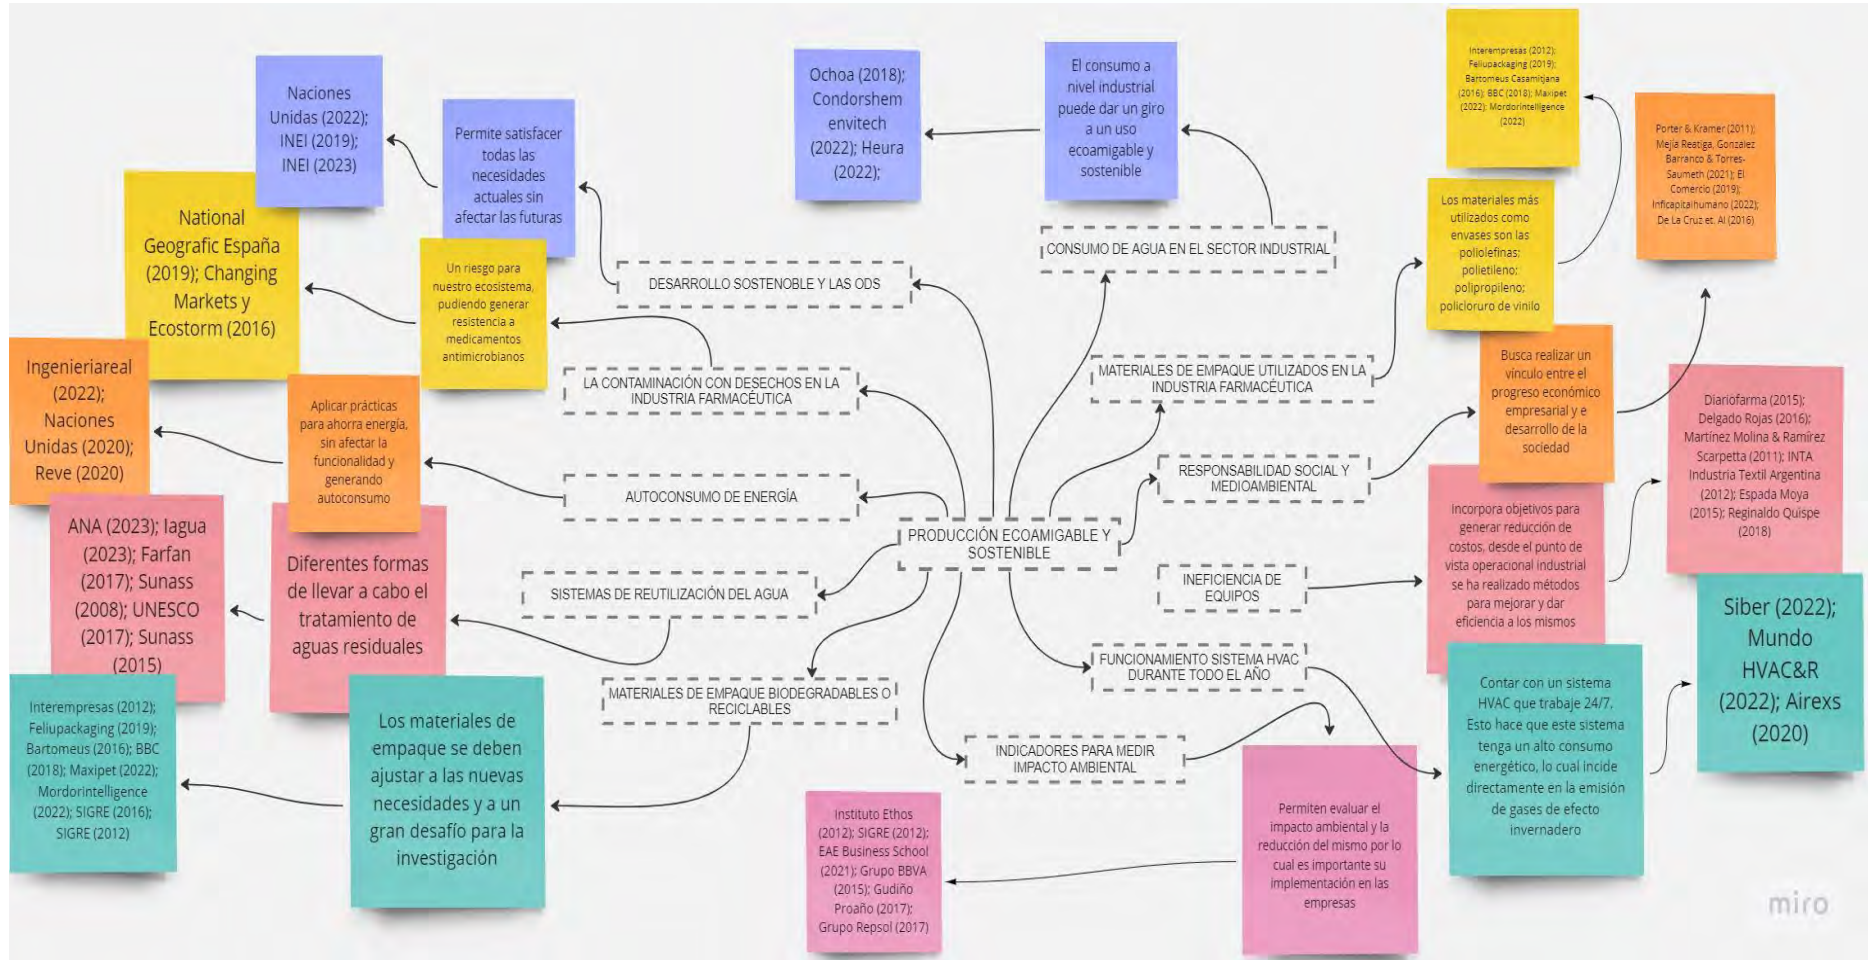 Naciones
Unidas (2022);
INEI (2019);
INEI (2023)
Permite satisfacer
todas las
necesidades
actuales sin
afectar las futuras
DESARROLLO SOSTENOBLE Y LAS ODS
National
Geografic España
(2019); Changing
Markets y
Ecostorm (2016)
Un riesgo para
nuestro ecosistema,
pudiendo generar
resistencia a
medicamentos
antimicrobianos
LA CONTAMINACIÓN CON DESECHOS EN LA
INDUSTRIA FARMACÉUTICA
Ingenieriareal
(2022);
Naciones
Unidas (2020);
Reve (2020)
Aplicar prácticas
para ahorra energía,
sin afectar la
funcionalidad y
generando
autoconsumo
AUTOCONSUMO DE ENERGÍA
ANA (2023); Iagua
(2023); Farfan
(2017); Sunass
(2008); UNESCO
(2017); Sunass
(2015)
Diferentes formas
de llevar a cabo el
tratamiento de
aguas residuales
SISTEMAS DE REUTILIZACIÓN DEL AGUA
Interempresas (2012);
Feliupackaging (2019);
Bartomeus (2016); BBC
(2018); Maxipet (2022);
Mordorintelligence
(2022); SIGRE (2016);
SIGRE (2012)
Los materiales de
empaque se deben
ajustar a las nuevas
necesidades y a un
gran desafío para la
investigación
MATERIALES DE EMPAQUE BIODEGRADABLES O
RECICLABLES
PRODUCCIÓN ECOAMIGABLE Y
SOSTENIBLE
Ochoa (2018);
Condorshem
envitech
(2022); Heura
(2022);
El consumo a
nivel industrial
puede dar un giro
a un uso
ecoamigable y
sostenible
CONSUMO DE AGUA EN EL SECTOR INDUSTRIAL
Interempresas (2012);
Feliupackaging (2019);
Bartomeus Casamitjana
(2016); BBC (2018); Maxipet
(2022); Mordorintelligence
(2022)
Los materiales más
utilizados como
envases son las
poliolefinas;
polietileno;
polipropileno;
policloruro de vinilo
MATERIALES DE EMPAQUE UTILIZADOS EN LA
INDUSTRIA FARMACÉUTICA
Porter & Kramer (2011);
Mejía Reatiga, González
Barranco & Torres-
Saumeth (2021); El
Comercio (2019);
Inficapitalhumano (2022);
De La Cruz et. Al (2016)
Busca realizar un
vínculo entre el
progreso económico
empresarial y e
desarrollo de la
sociedad
RESPONSABILIDAD SOCIAL Y
MEDIOAMBIENTAL
Diariofarma (2015);
Delgado Rojas (2016);
Martínez Molina & Ramírez
Scarpetta (2011); INTA
Industria Textil Argentina
(2012); Espada Moya
(2015); Reginaldo Quispe
(2018)
Incorpora objetivos para
generar reducción de
costos, desde el punto de
vista operacional industrial
se ha realizado métodos
para mejorar y dar
eficiencia a los mismos
INEFICIENCIA DE
EQUIPOS
Siber (2022);
Mundo
HVAC&R
(2022); Airexs
(2020)
Contar con un sistema
HVAC que trabaje 24/7.
Esto hace que este sistema
tenga un alto consumo
energético, lo cual incide
directamente en la emisión
de gases de efecto
invernadero
FUNCIONAMIENTO SISTEMA HVAC
DURANTE TODO EL AÑO
INDICADORES PARA MEDIR
IMPACTO AMBIENTAL
Permiten evaluar el
impacto ambiental y la
reducción del mismo por lo
cual es importante su
implementación en las
empresas
Instituto Ethos
(2012); SIGRE (2012);
EAE Business School
(2021); Grupo BBVA
(2015); Gudiño
Proaño (2017);
Grupo Repsol (2017)
miro